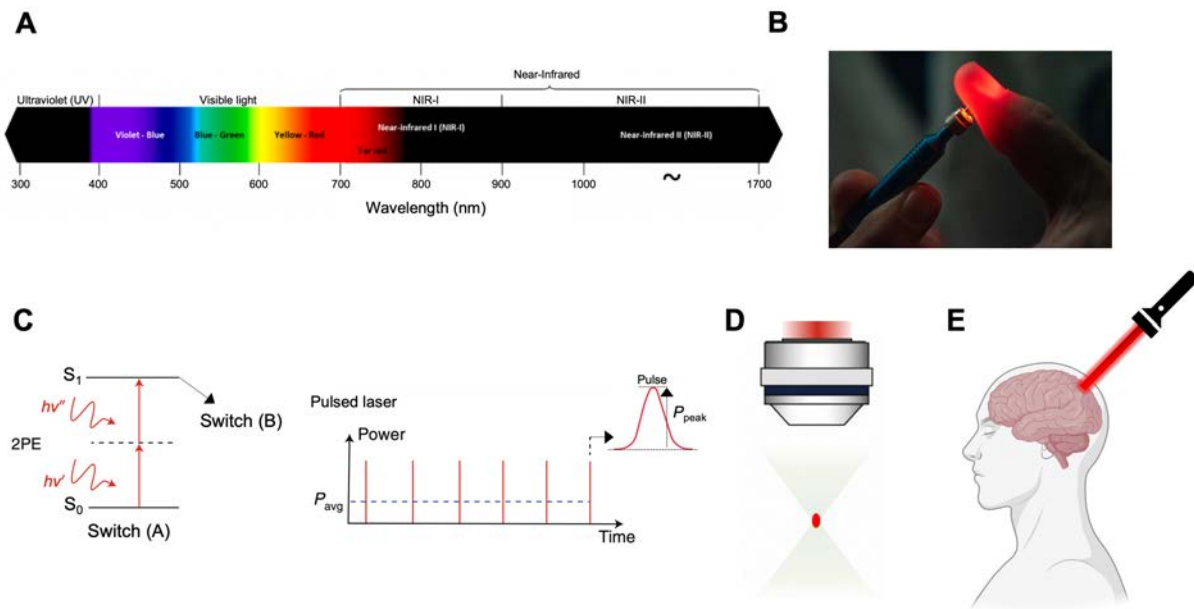 A
B
Near-Infrared
Ultraviolet (UV) Visible light NIR-I NIR-II
Violet - Blue Blue - Green Yellow - Red Near-infrared I (NIR-I) Near-infrared II (NIR-II)
Far red
300 400 500 600 700 800 900 1000 ~ 1700
Wavelength (nm)
C
D
E
S1
hv"
Switch (B)
2PE
hv'
S0
Switch (A)
Pulsed laser
Power
Pavg
Time
Pulse
Ppeak